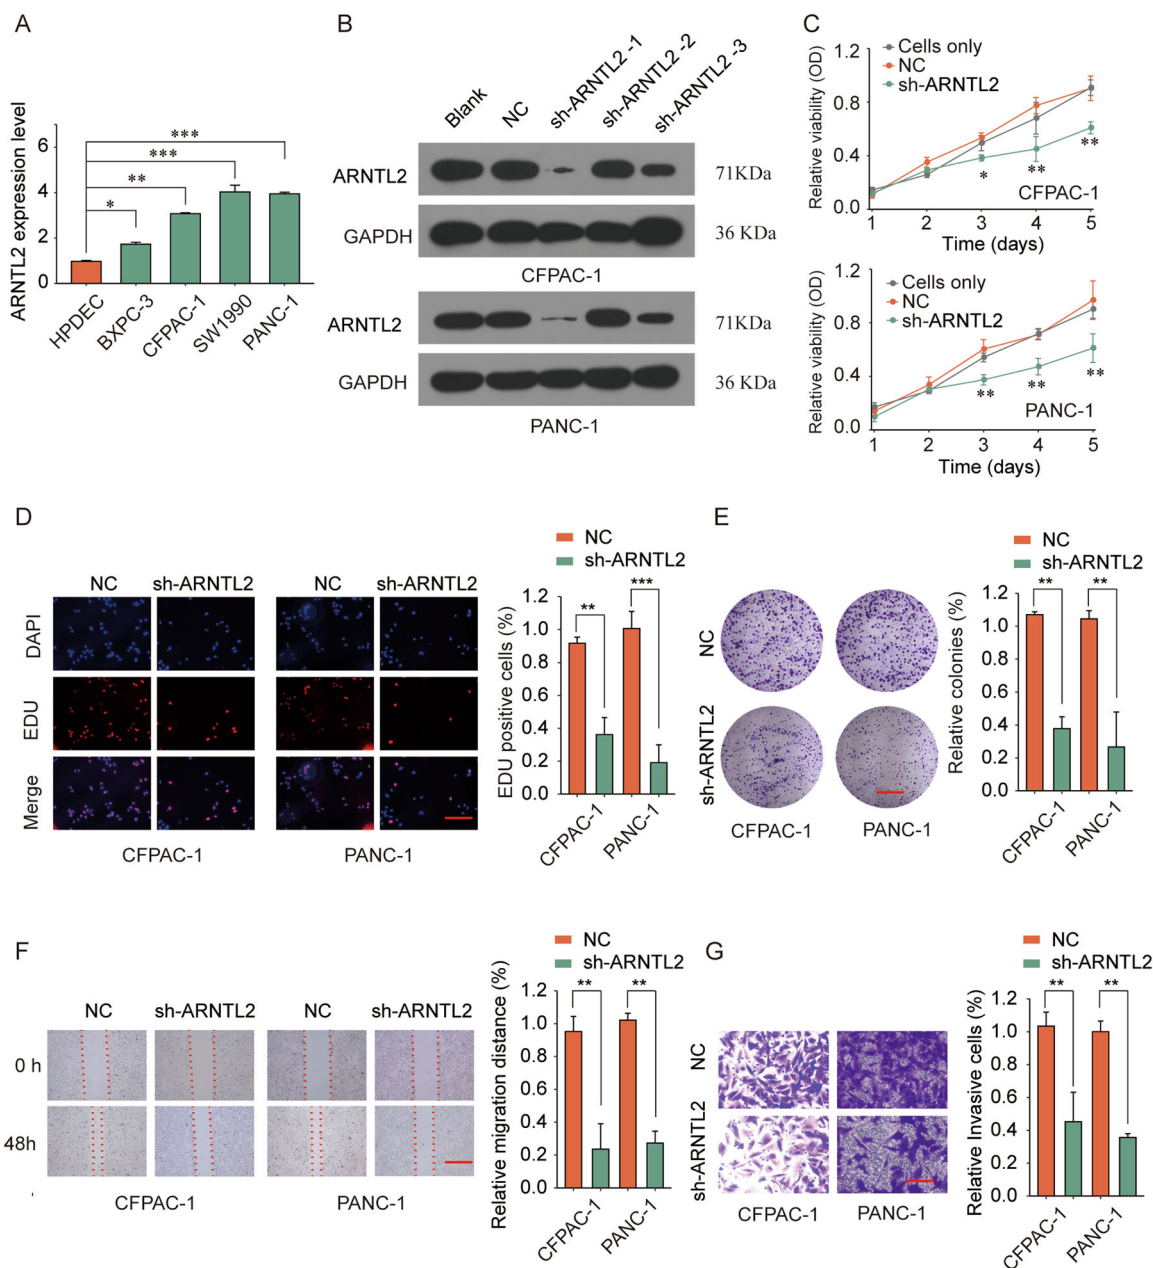 A
ARNTL2 expression level
6
4
2
0
***
***
**
*
HPDEC
BXPC-3
CFPAC-1
SW1990
PANC-1
B
Blank
NC
sh-ARNTL2 -1
sh-ARNTL2 -2
sh-ARNTL2 -3
ARNTL2
71KDa
GAPDH
36 KDa
CFPAC-1
ARNTL2
71KDa
GAPDH
36 KDa
PANC-1
C
Relative viability (OD)
1.2
0.8
0.4
0.0
Cells only
NC
sh-ARNTL2
*
**
**
CFPAC-1
1 2 3 4 5
Time (days)
Relative viability (OD)
1.2
0.8
0.4
0.0
Cells only
NC
sh-ARNTL2
**
**
**
PANC-1
1 2 3 4 5
Time (days)
D
NC sh-ARNTL2 NC sh-ARNTL2
DAPI
EDU
Merge
CFPAC-1 PANC-1
NC
sh-ARNTL2
EDU positive cells (%)
1.2
1.0
0.8
0.6
0.4
0.2
0.0
**
***
CFPAC-1
PANC-1
E
NC
sh-ARNTL2
CFPAC-1 PANC-1
NC
sh-ARNTL2
Relative colonies (%)
1.2
1.0
0.8
0.6
0.4
0.2
0.0
**
**
CFPAC-1
PANC-1
F
NC sh-ARNTL2 NC sh-ARNTL2
0 h
48h
CFPAC-1 PANC-1
NC
sh-ARNTL2
Relative migration distance (%)
1.2
1.0
0.8
0.6
0.4
0.2
0.0
**
**
CFPAC-1
PANC-1
G
NC
sh-ARNTL2
CFPAC-1 PANC-1
NC
sh-ARNTL2
Relative Invasive cells (%)
1.2
1.0
0.8
0.6
0.4
0.2
0.0
**
**
CFPAC-1
PANC-1